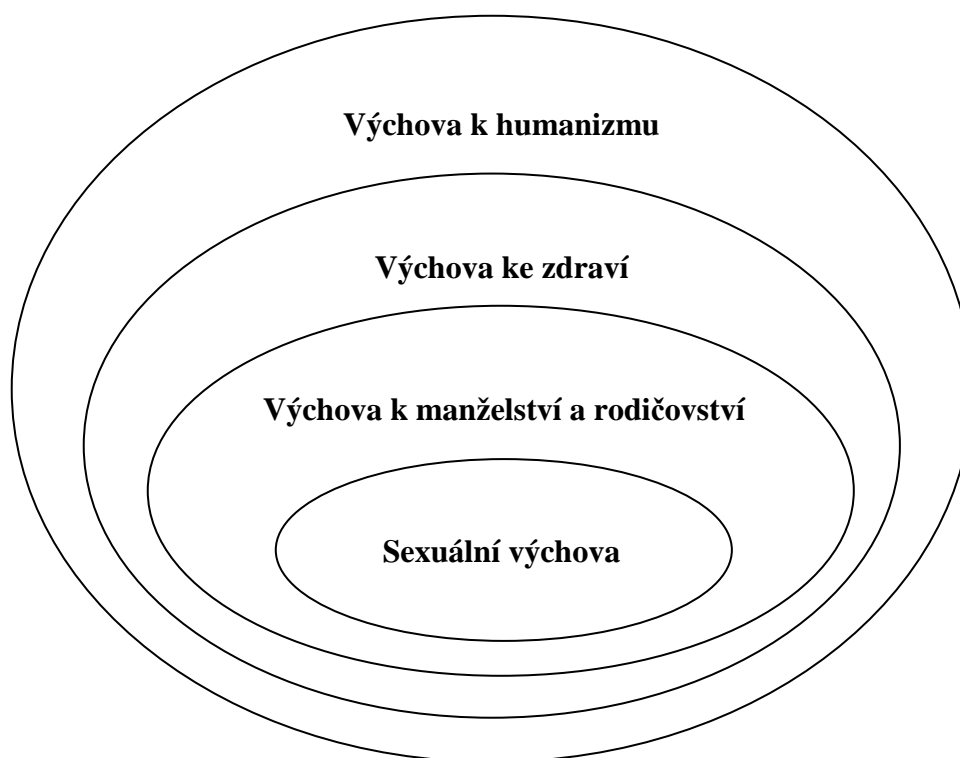 Výchova k humanizmu
Výchova ke zdraví
Výchova k manželství a rodičovství
Sexuální výchova